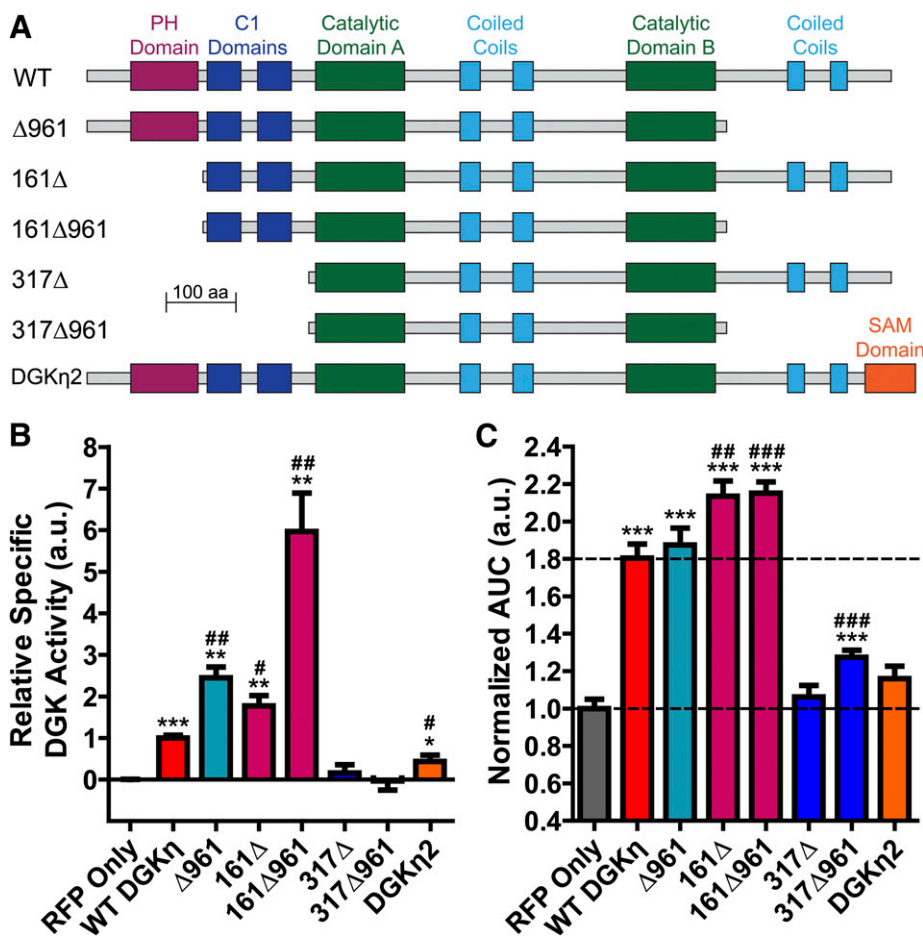 A
PH Domain
C1 Domains
Catalytic Domain A
Coiled Coils
Catalytic Domain B
Coiled Coils
WT
Δ961
161Δ
161Δ961
317Δ
100 aa
317Δ961
SAM Domain
DGKη2
B
Relative Specific DGK Activity (a.u.)
8
7
6
5
4
3
2
1
0
***
##
**
#
**
##
**
#
*
RFP Only
WT DGKη
Δ961
161Δ
161Δ961
317Δ
317Δ961
DGKη2
C
Normalized AUC (a.u.)
2.4
2.2
1.8
1.6
1.4
1.2
1.0
0.8
0.6
0.4
***
***
##
***
###
***
###
***
RFP Only
WT DGKη
Δ961
161Δ
161Δ961
317Δ
317Δ961
DGKη2